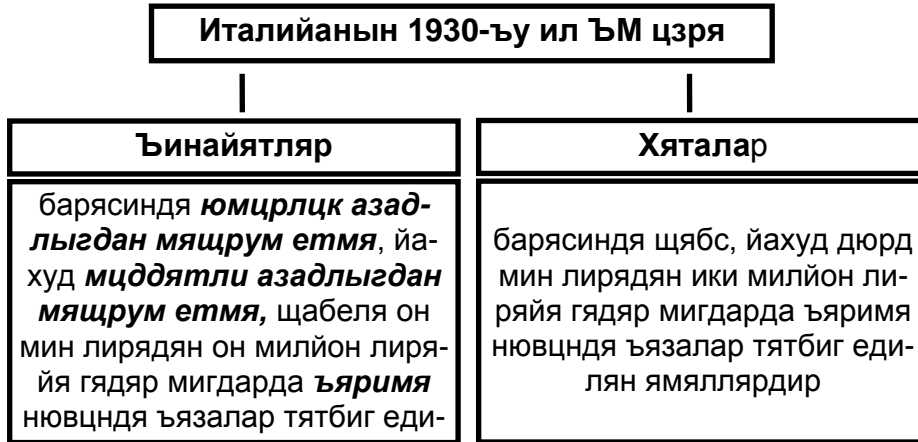 Италийанын 1930-ъу ил ЪМ цзря
Ъинайятляр
барясиндя юмцрлцк азад-
лыгдан мящрум етмя, йа-
худ мцддятли азадлыгдан
мящрум етмя, щабеля он
мин лирядян он милйон лиря-
йя гядяр мигдарда ъяримя
нювцндя ъязалар тятбиг еди-
Хяталар
барясиндя щябс, йахуд дюрд
мин лирядян ики милйон ли-
ряйя гядяр мигдарда ъяримя
нювцндя ъязалар тятбиг еди-
лян ямяллярдир